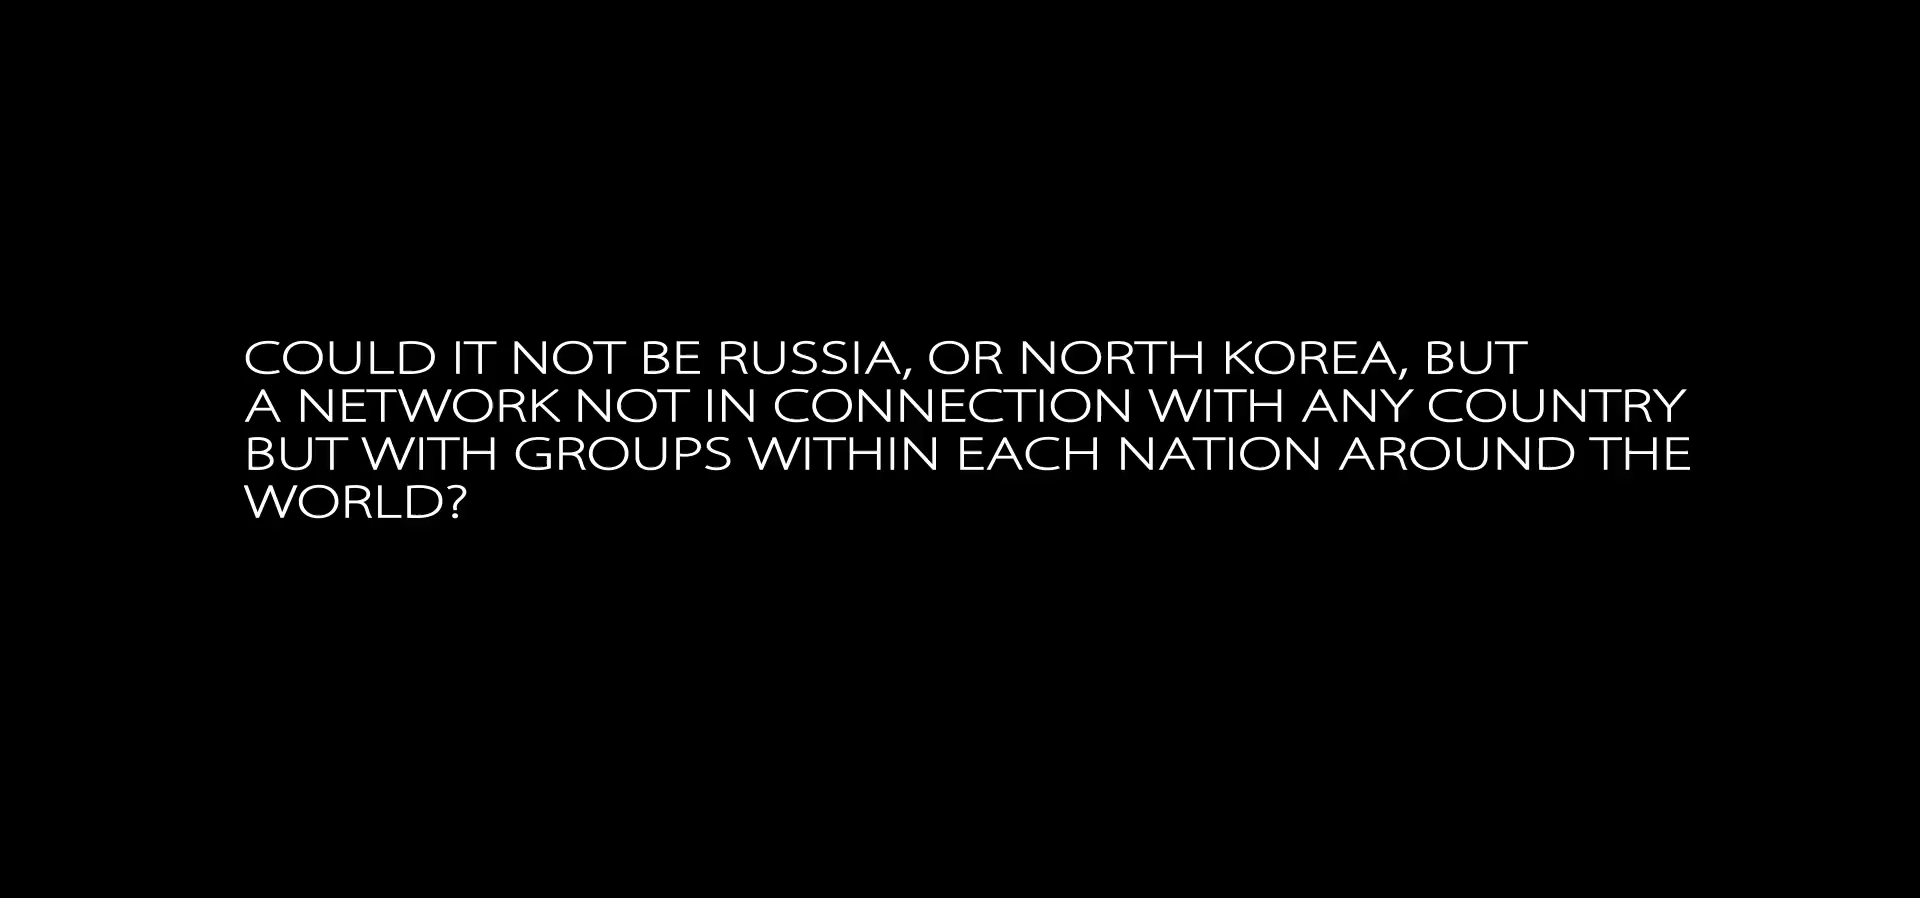 COULD IT NOT BE RUSSIA, OR NORTH KOREA, BUT
A NETWORK NOT IN CONNECTION WITH ANY COUNTRY
BUT WITH GROUPS WITHIN EACH NATION AROUND THE
WORLD?